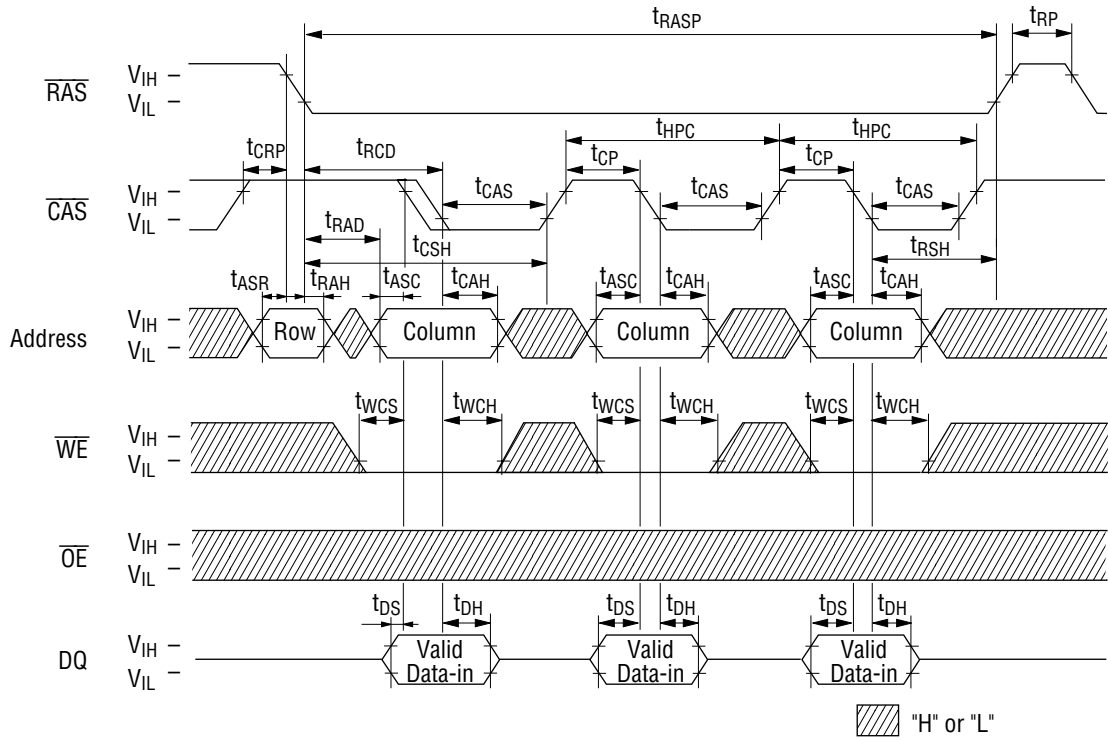 tRASP tRP
RAS VIH VIL
tCRP tRCD tHPC tHPC
tCP tCP
CAS VIH VIL
tCAS tCAS tCAS
tRAD tCSH tRSH
tASR tRAH tASC tCAH tASC tCAH tASC tCAH
Address VIH VIL
Row Column Column Column
tWCS tWCH tWCS tWCH tWCS tWCH
WE VIH VIL
OE VIH VIL
tDS tDH tDS tDH tDS tDH
DQ VIH VIL
Valid Data-in Valid Data-in Valid Data-in
"H" or "L"